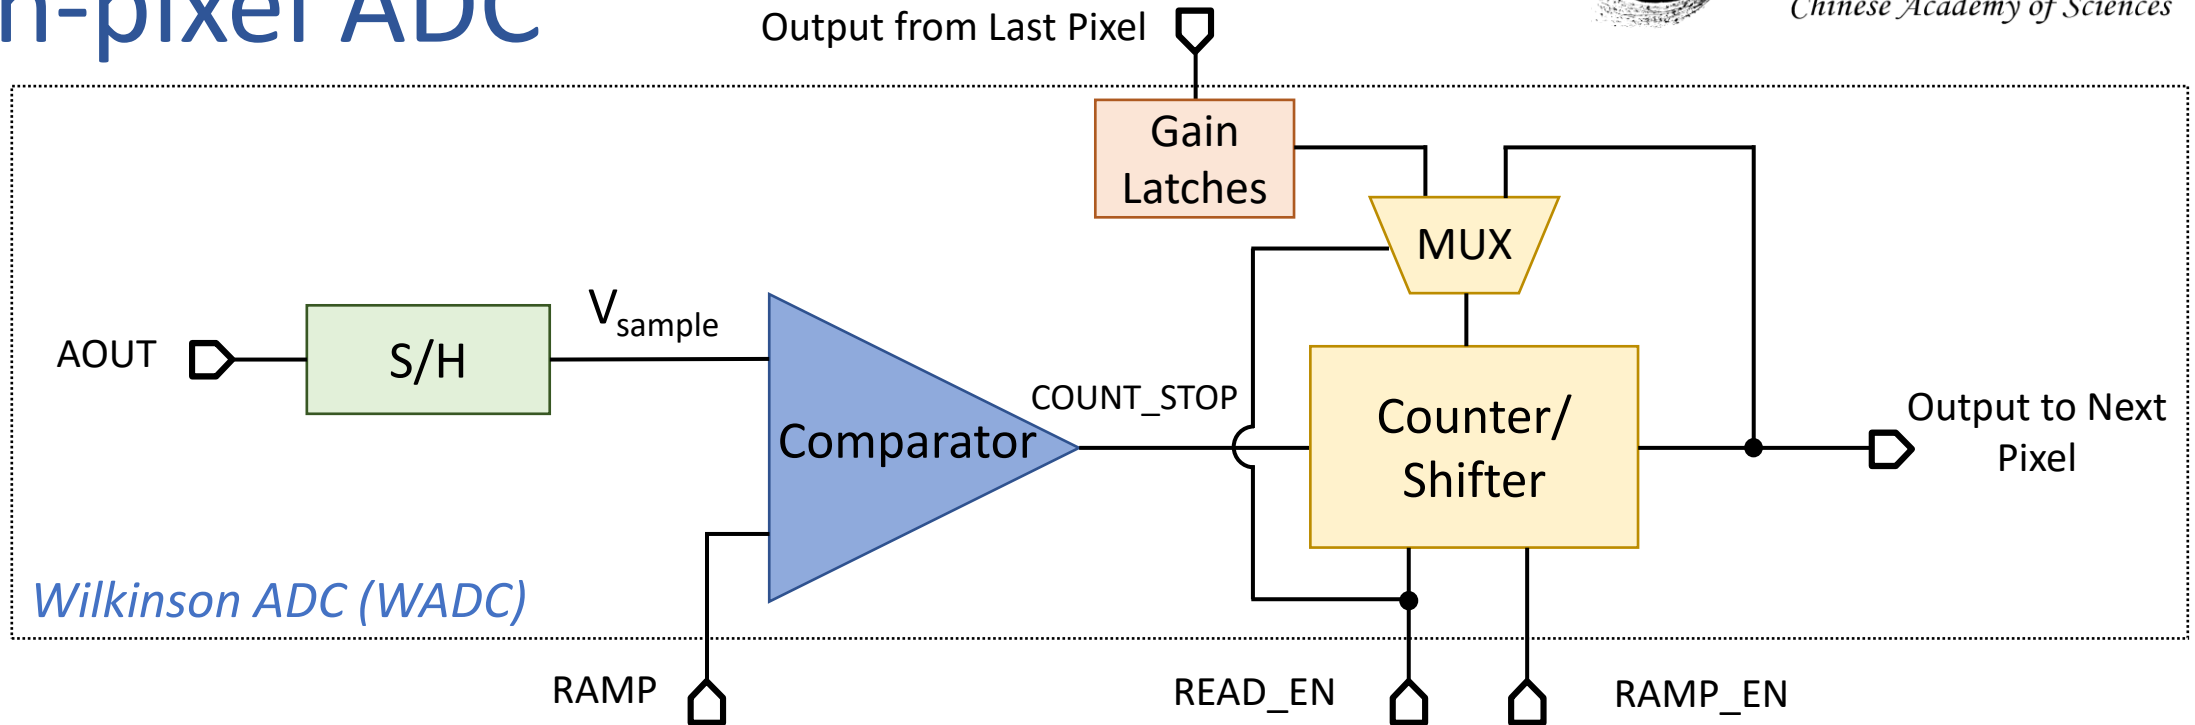 n-pixel ADC
Chinese Academy of Sciences
Output from Last Pixel
Gain
Latches
MUX
V_sample
AOUT
S/H
COUNT_STOP
Comparator
Counter/
Shifter
Output to Next
Pixel
Wilkinson ADC (WADC)
RAMP
READ_EN
RAMP_EN